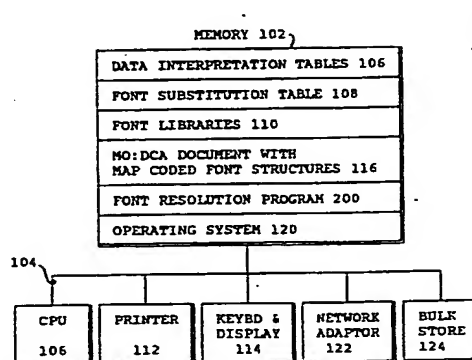 MEMORY 102
DATA INTERPRETATION TABLES 106
FONT SUBSTITUTION TABLE 108
FONT LIBRARIES 110
MO:DCA DOCUMENT WITH
MAP CODED FONT STRUCTURES 116
FONT RESOLUTION PROGRAM 200
OPERATING SYSTEM 120
104
CPU
106
PRINTER
112
KEYBD &
DISPLAY
114
NETWORK
ADAPTOR
122
BULK
STORE
124